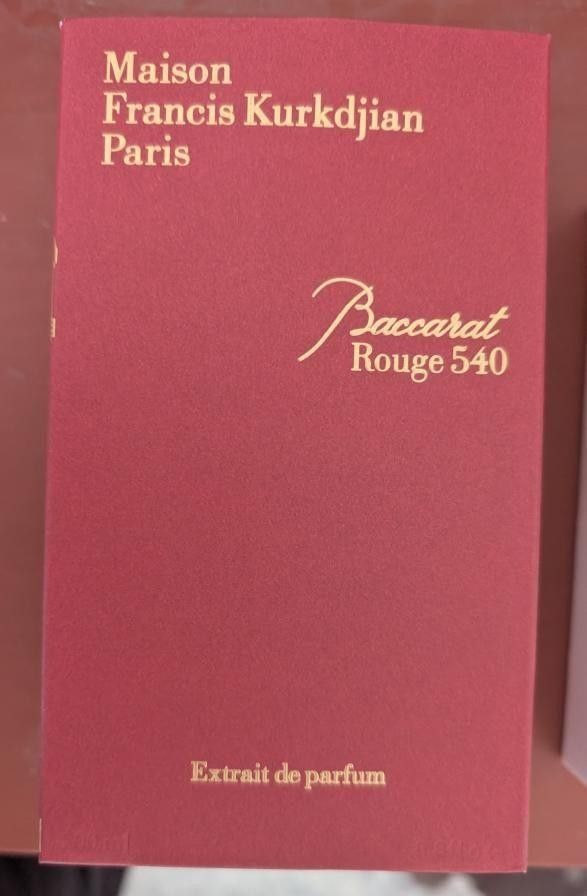 Maison
Francis Kurkdjian
Paris
Baccarat
Rouge 540
Extrait de parfum